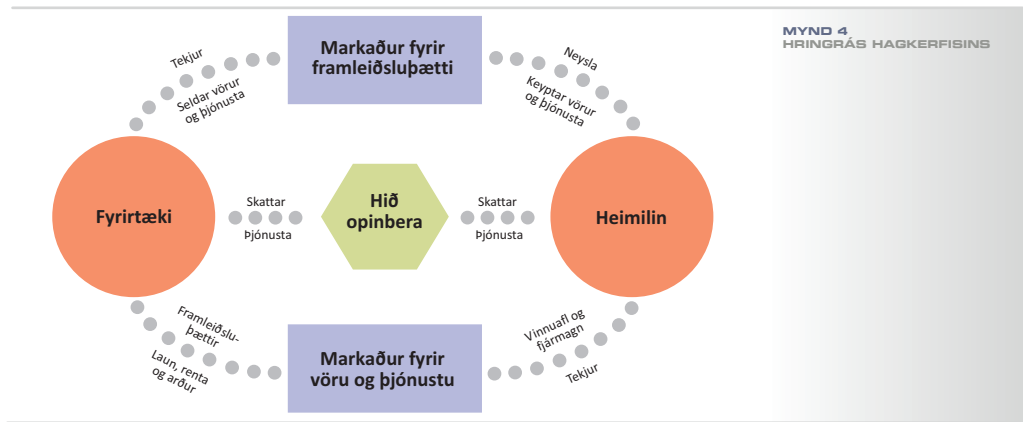 MYND 4
HRINGRÁS HAGKERFISINS
Markaður fyrir
framleiðsluþætti
Tekjur
Seldar vörur
og þjónusta
Neysla
Keyptar vörur
og þjónusta
Fyrirtæki
Skattar
Þjónusta
Hið
opinbera
Skattar
Þjónusta
Heimilin
Framleiðslu-
þættir
Laun, renta
og arður
Markaður fyrir
vöru og þjónustu
Vinnuafl og
fjármagn
Tekjur